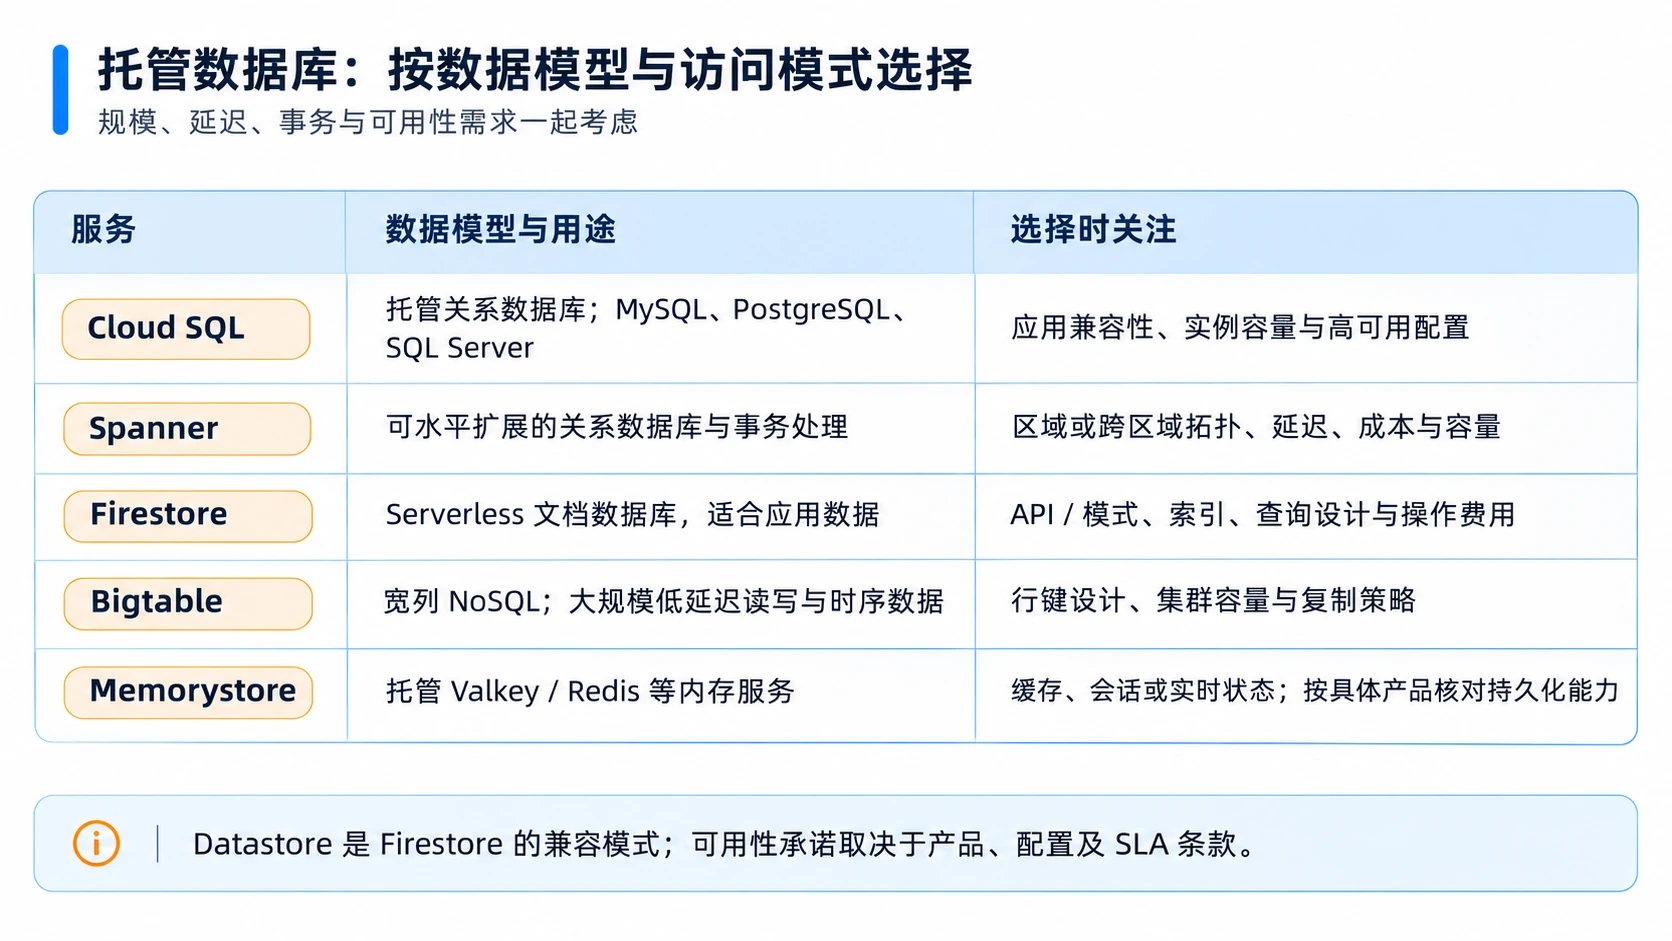 托管数据库：按数据模型与访问模式选择
规模、延迟、事务与可用性需求一起考虑
服务
数据模型与用途
选择时关注
Cloud SQL
托管关系数据库；MySQL、PostgreSQL、
SQL Server
应用兼容性、实例容量与高可用配置
Spanner
可水平扩展的关系数据库与事务处理
区域或跨区域拓扑、延迟、成本与容量
Firestore
Serverless 文档数据库，适合应用数据
API / 模式、索引、查询设计与操作费用
Bigtable
宽列 NoSQL；大规模低延迟读写与时序数据
行键设计、集群容量与复制策略
Memorystore
托管 Valkey / Redis 等内存服务
缓存、会话或实时状态；按具体产品核对持久化能力
Datastore 是 Firestore 的兼容模式；可用性承诺取决于产品、配置及 SLA 条款。